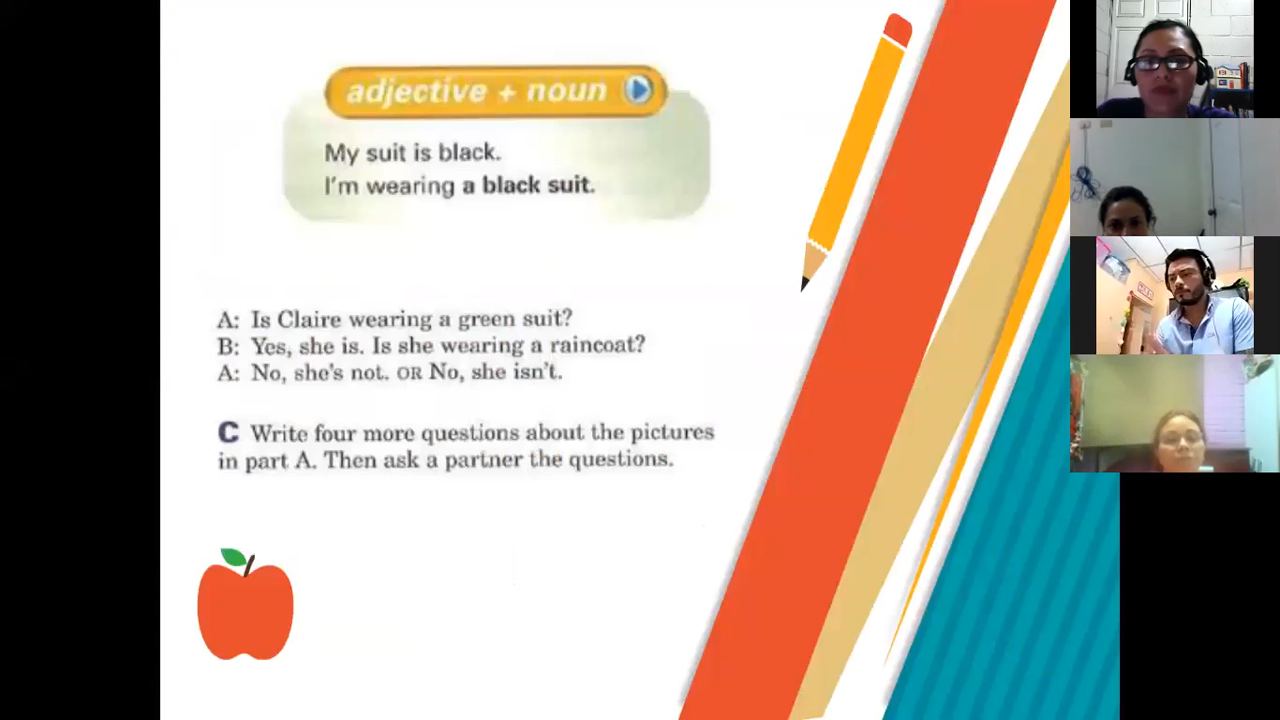 adjective + noun
My suit is black.
I'm wearing a black suit.
A: Is Claire wearing a green suit?
B: Yes, she is. Is she wearing a raincoat?
A: No, she's not. OR No, she isn't.
C Write four more questions about the pictures
in part A. Then ask a partner the questions.